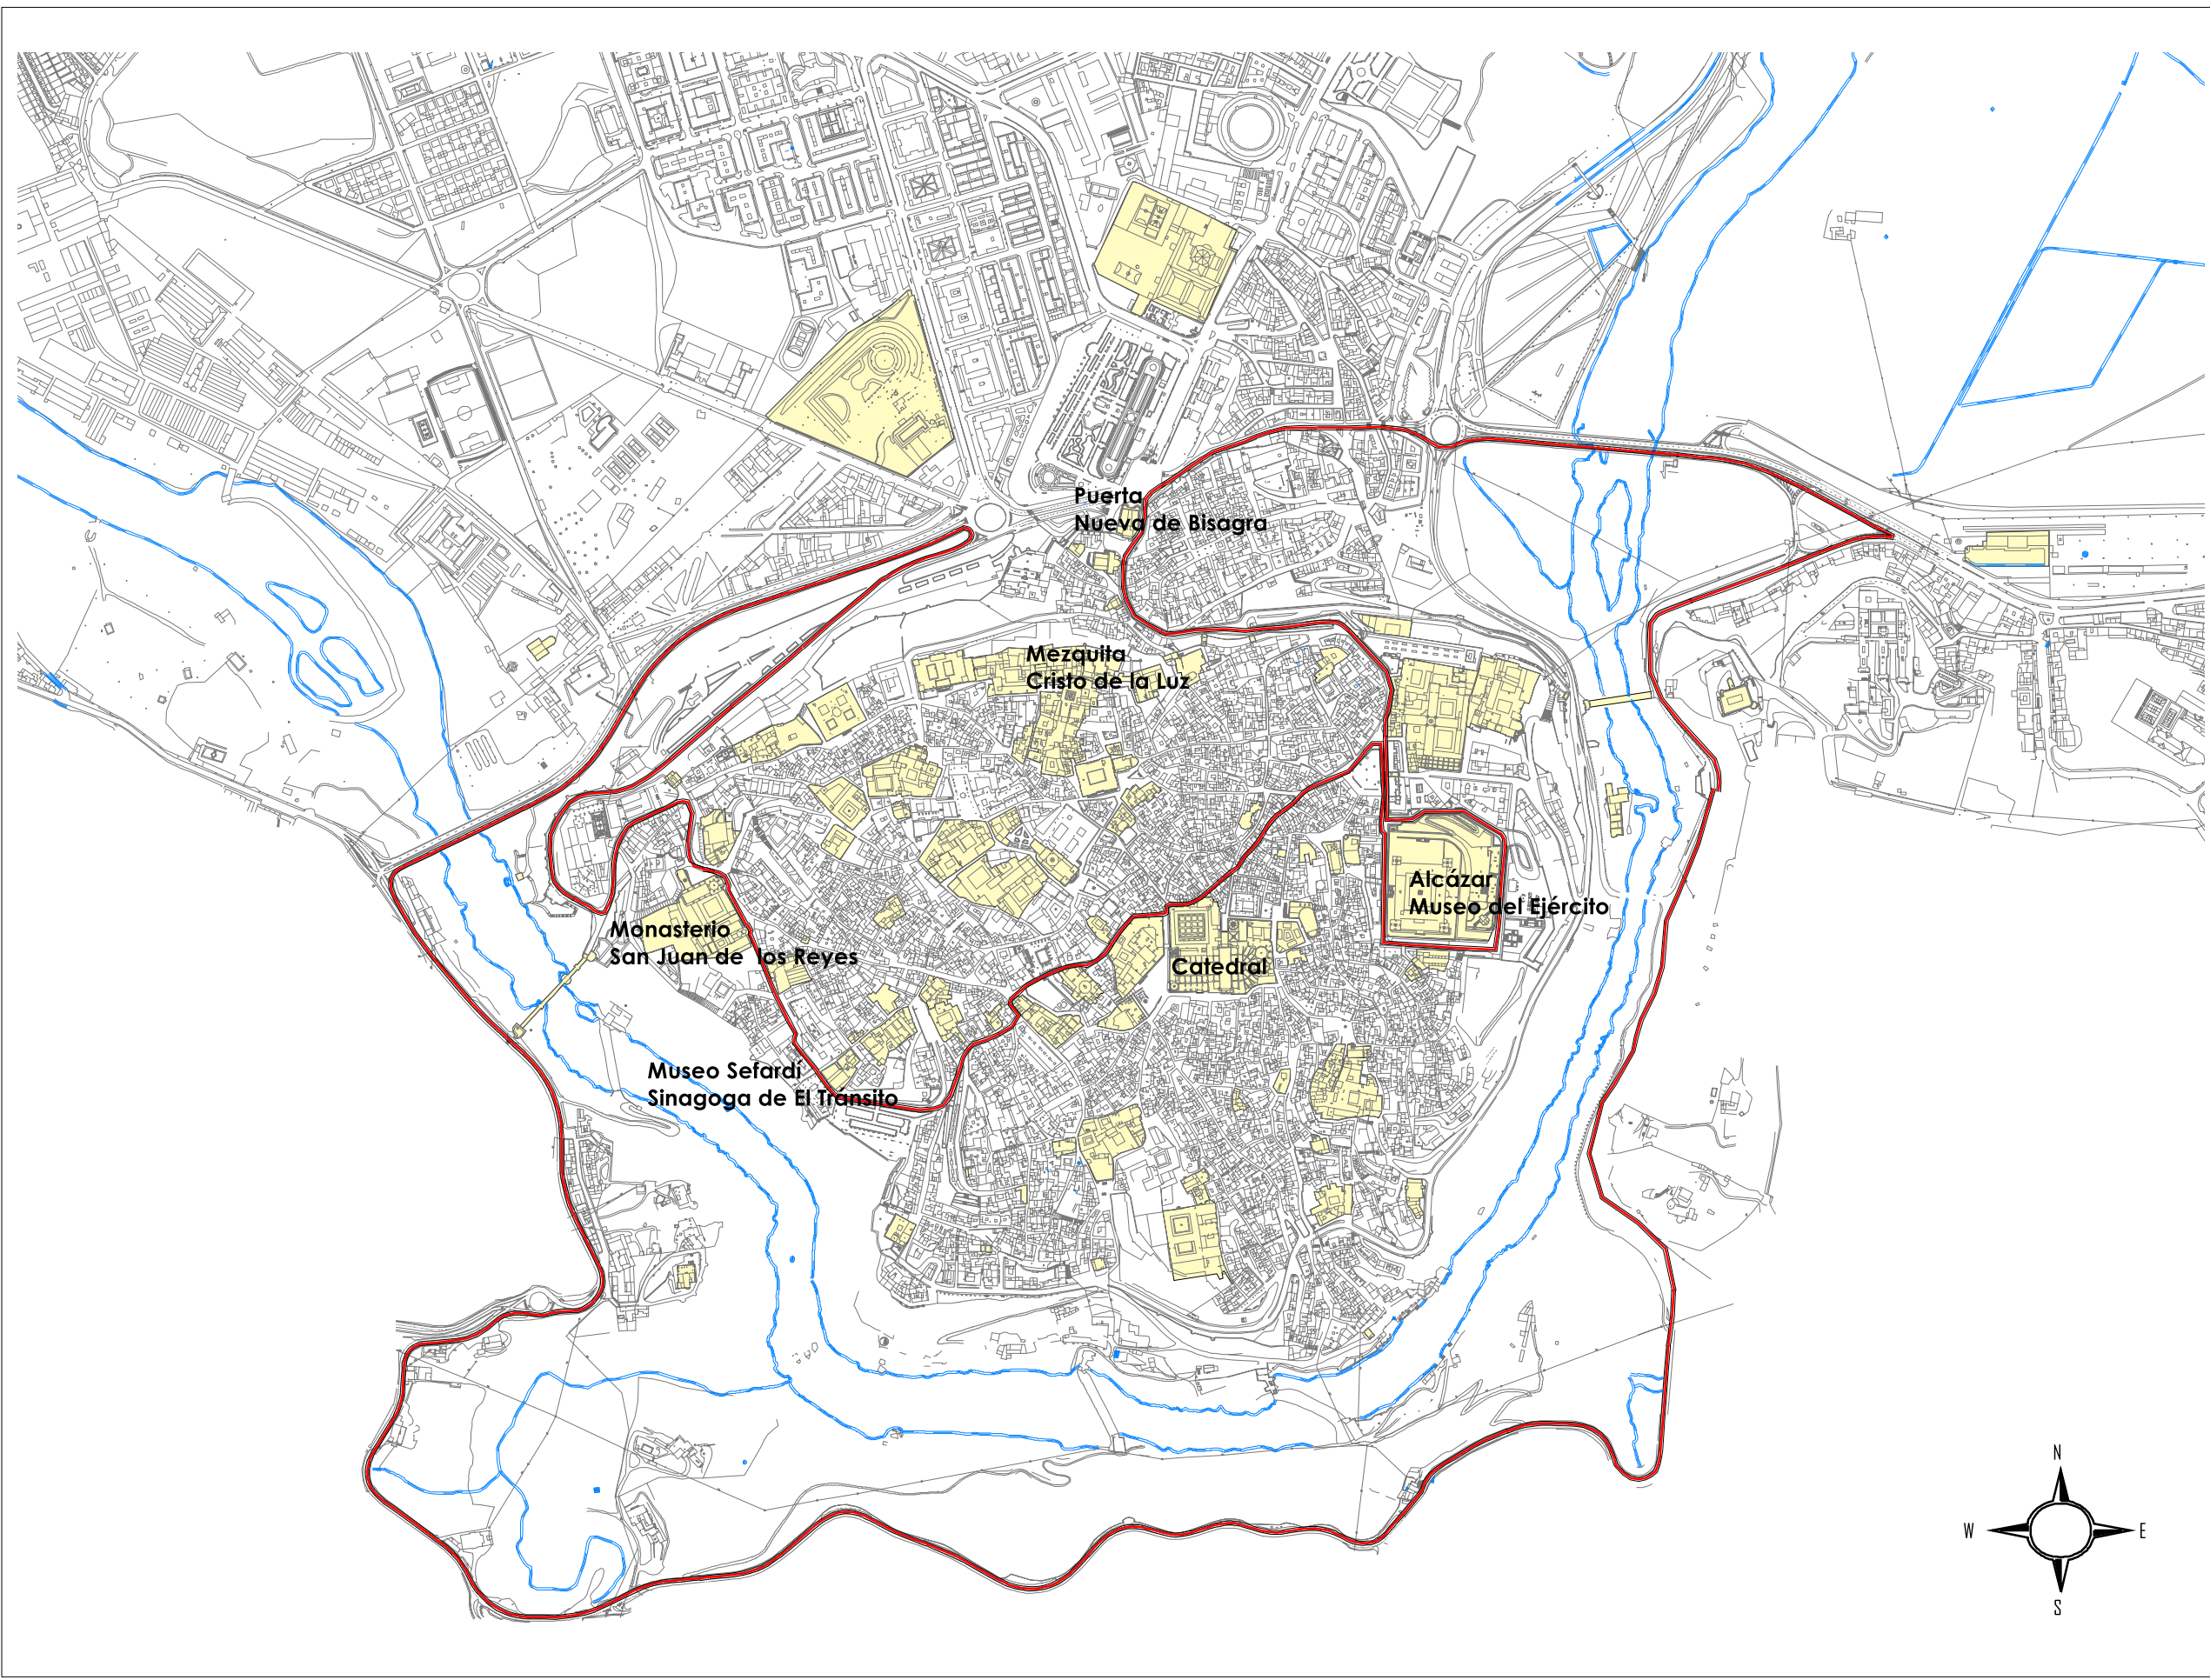 Puerta
Nueva de Bisagra
Mezquita
Cristo de la Luz
Alcázar
Museo del Ejército
Monasterio
San Juan de los Reyes
Catedral
Museo Sefardí
Sinagoga de El Tránsito
N
W E
S